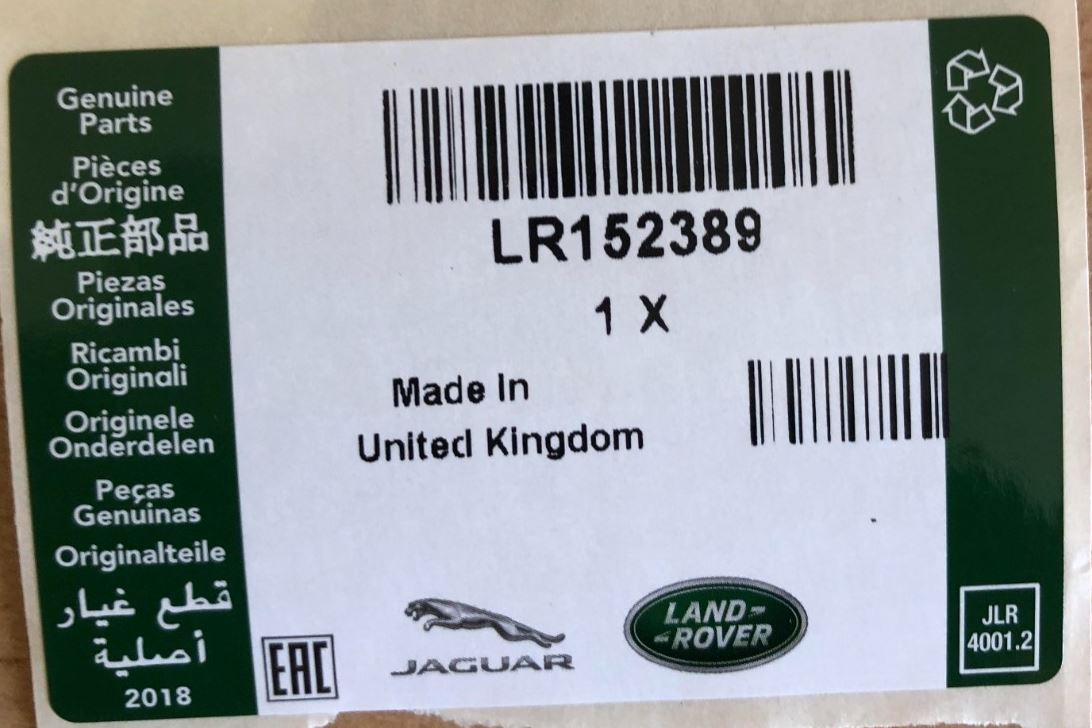 Genuine
Parts
Pièces
d'Origine
純正部品
Piezas
Originales
Ricambi
Originali
Originele
Onderdelen
Peças
Genuinas
Originalteile
قطع غيار
أصلية
2018
LR152389
1 X
Made In
United Kingdom
EAC
JAGUAR
LAND-
-ROVER
JLR
4001.2